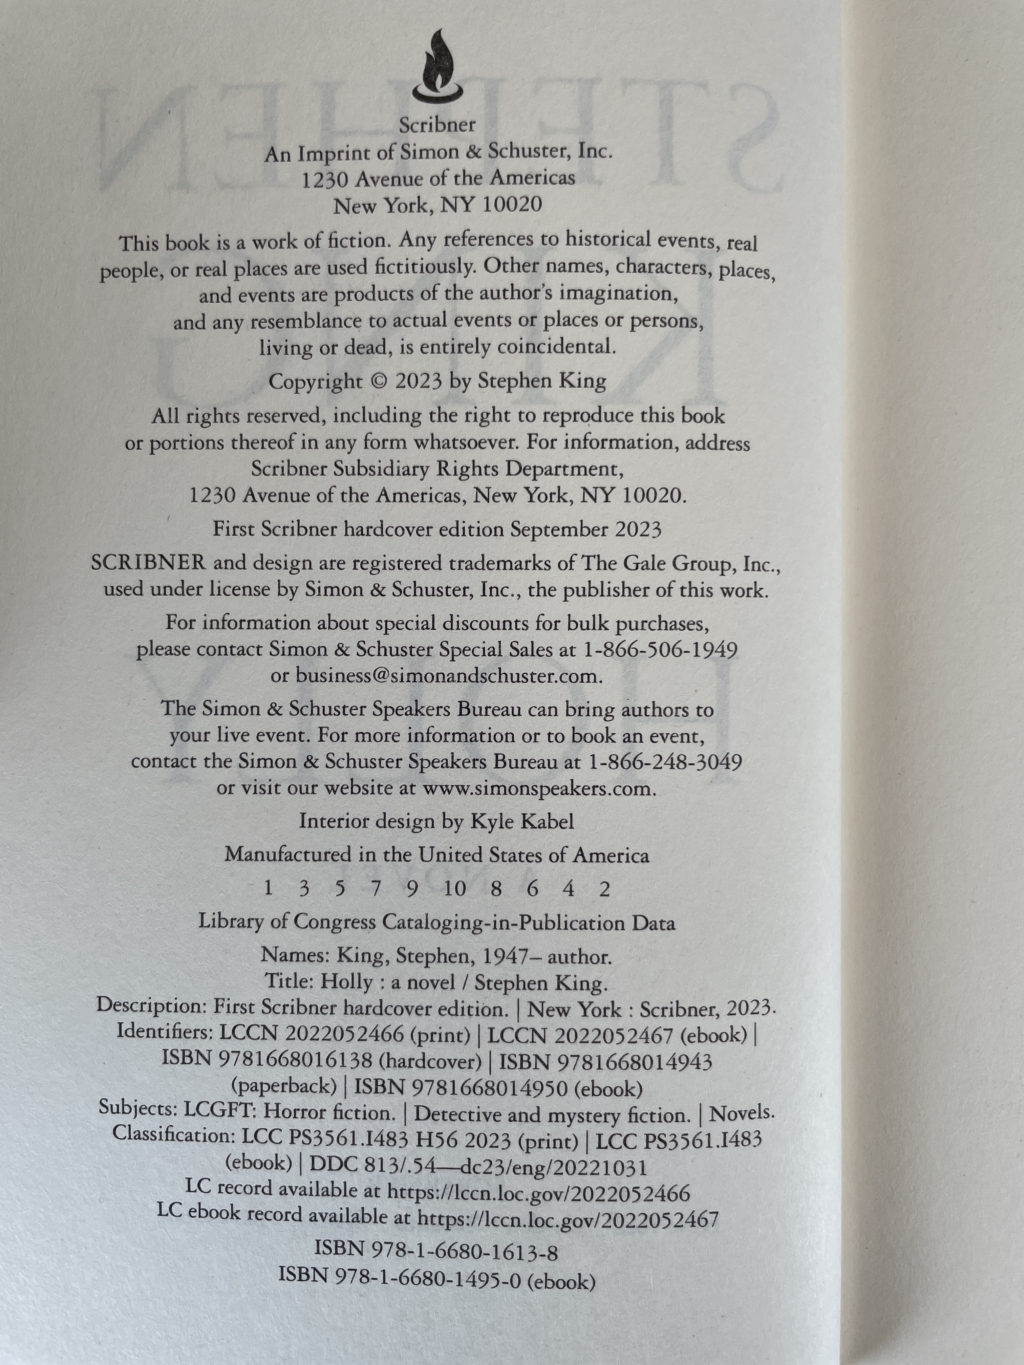 Scribner
An Imprint of Simon & Schuster, Inc.
1230 Avenue of the Americas
New York, NY 10020
This book is a work of fiction. Any references to historical events, real
people, or real places are used fictitiously. Other names, characters, places,
and events are products of the author's imagination,
and any resemblance to actual events or places or persons,
living or dead, is entirely coincidental.
Copyright © 2023 by Stephen King
All rights reserved, including the right to reproduce this book
or portions thereof in any form whatsoever. For information, address
Scribner Subsidiary Rights Department,
1230 Avenue of the Americas, New York, NY 10020.
First Scribner hardcover edition September 2023
SCRIBNER and design are registered trademarks of The Gale Group, Inc.,
used under license by Simon & Schuster, Inc., the publisher of this work.
For information about special discounts for bulk purchases,
please contact Simon & Schuster Special Sales at 1-866-506-1949
or business@simonandschuster.com.
The Simon & Schuster Speakers Bureau can bring authors to
your live event. For more information or to book an event,
contact the Simon & Schuster Speakers Bureau at 1-866-248-3049
or visit our website at www.simonspeakers.com.
Interior design by Kyle Kabel
Manufactured in the United States of America
1 3 5 7 9 10 8 6 4 2
Library of Congress Cataloging-in-Publication Data
Names: King, Stephen, 1947– author.
Title: Holly : a novel / Stephen King.
Description: First Scribner hardcover edition. | New York : Scribner, 2023.
Identifiers: LCCN 2022052466 (print) | LCCN 2022052467 (ebook) |
ISBN 9781668016138 (hardcover) | ISBN 9781668014943
(paperback) | ISBN 9781668014950 (ebook)
Subjects: LCGFT: Horror fiction. | Detective and mystery fiction. | Novels.
Classification: LCC PS3561.I483 H56 2023 (print) | LCC PS3561.I483
(ebook) | DDC 813/.54—dc23/eng/20221031
LC record available at https://lccn.loc.gov/2022052466
LC ebook record available at https://lccn.loc.gov/2022052467
ISBN 978-1-6680-1613-8
ISBN 978-1-6680-1495-0 (ebook)